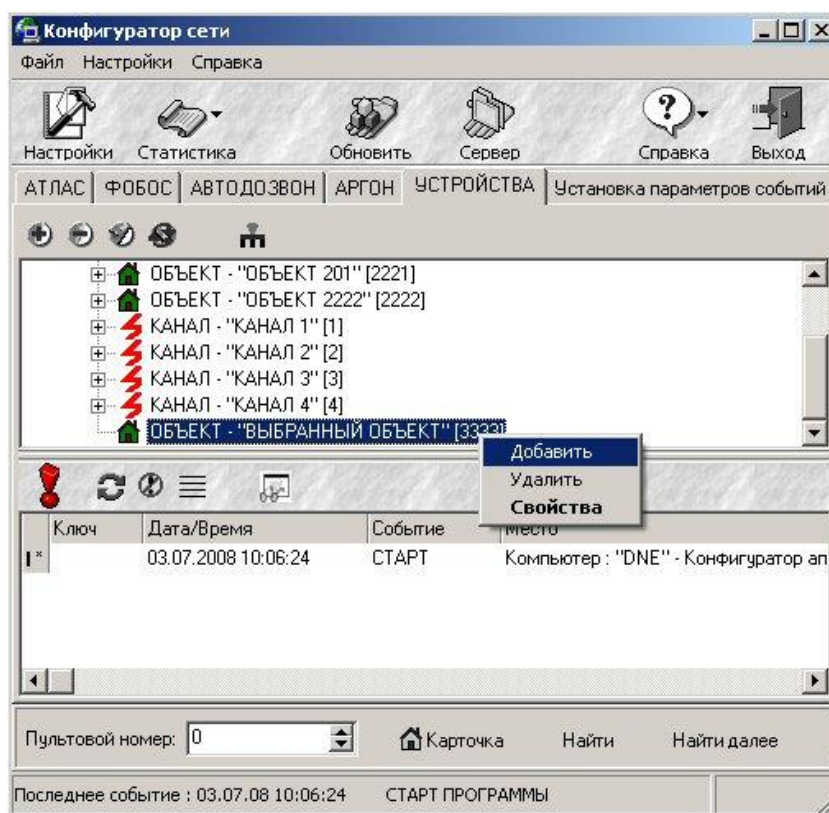 Конфигуратор сети
Файл Настройки Справка
Настройки Статистика Обновить Сервер Справка Выход
АТЛАС ФОБОС АВТОДОЗВОН АРГОН УСТРОЙСТВА Установка параметров событий
ОБЪЕКТ - "ОБЪЕКТ 201" [2221]
ОБЪЕКТ - "ОБЪЕКТ 2222" [2222]
КАНАЛ - "КАНАЛ 1" [1]
КАНАЛ - "КАНАЛ 2" [2]
КАНАЛ - "КАНАЛ 3" [3]
КАНАЛ - "КАНАЛ 4" [4]
ОБЪЕКТ - "ВЫБРАННЫЙ ОБЪЕКТ" [3333]
Добавить
Удалить
Свойства
Ключ Дата/Время Событие Место
03.07.2008 10:06:24 СТАРТ Компьютер : "DNE" - Конфигуратор ап
Пультовой номер: 0 Карточка Найти Найти далее
Последнее событие : 03.07.08 10:06:24 СТАРТ ПРОГРАММЫ